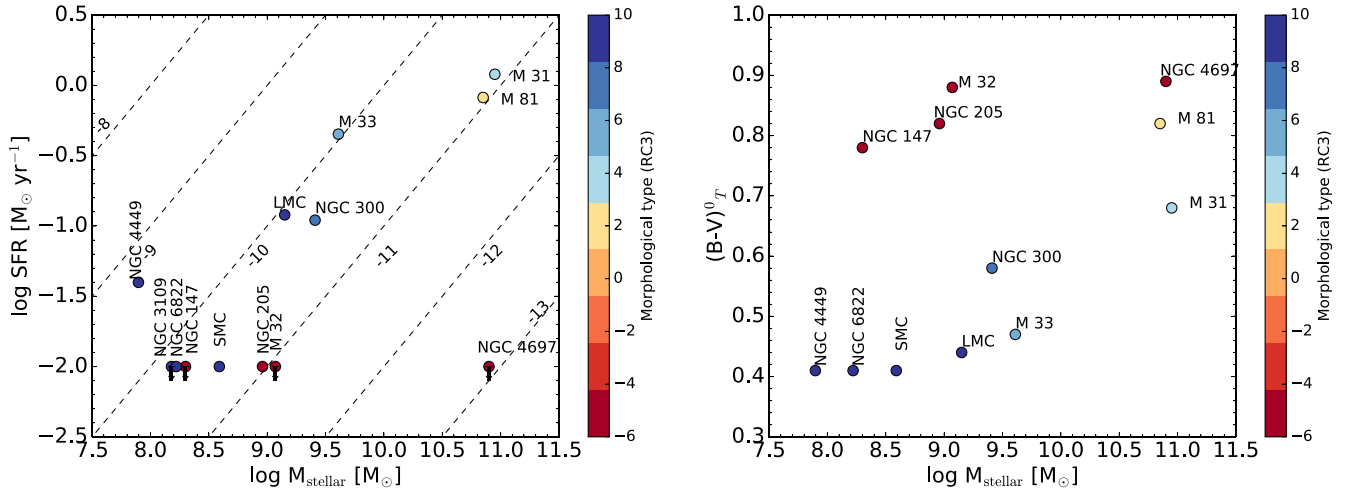 0.5
0.0
−0.5
−1.0
−1.5
−2.0
−2.5
log SFR [M⊙ yr−1]
7.5 8.0 8.5 9.0 9.5 10.0 10.5 11.0 11.5
log Mstellar [M⊙]
-8
-9
-10
-11
-12
-13
M 31
M 81
M 33
LMC
NGC 300
NGC 4449
NGC 3109
NGC 6822
NGC 147
SMC
NGC 205
M 32
NGC 4697
10
8
6
4
2
0
−2
−4
−6
Morphological type (RC3)
1.0
0.9
0.8
0.7
0.6
0.5
0.4
0.3
(B-V)0T
7.5 8.0 8.5 9.0 9.5 10.0 10.5 11.0 11.5
log Mstellar [M⊙]
M 32
NGC 4697
NGC 205
M 81
NGC 147
M 31
NGC 300
M 33
LMC
NGC 4449
NGC 6822
SMC
10
8
6
4
2
0
−2
−4
−6
Morphological type (RC3)